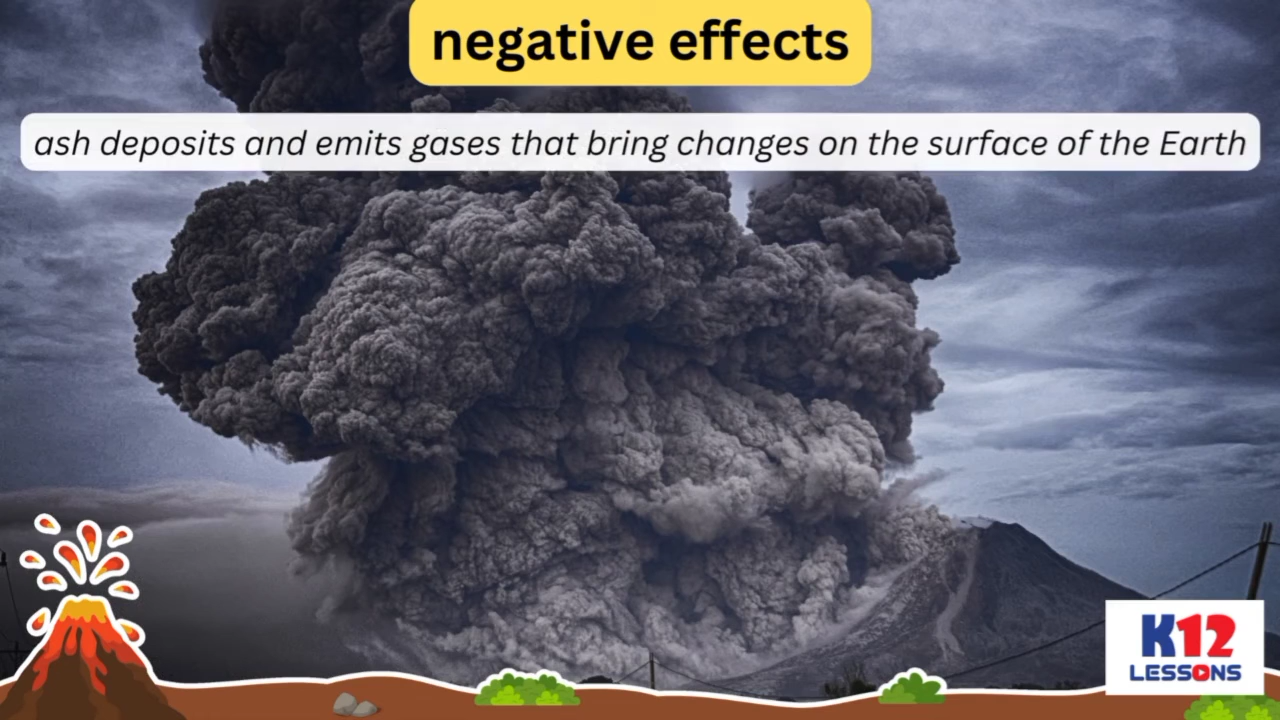 negative effects
ash deposits and emits gases that bring changes on the surface of the Earth
K12
LESSONS